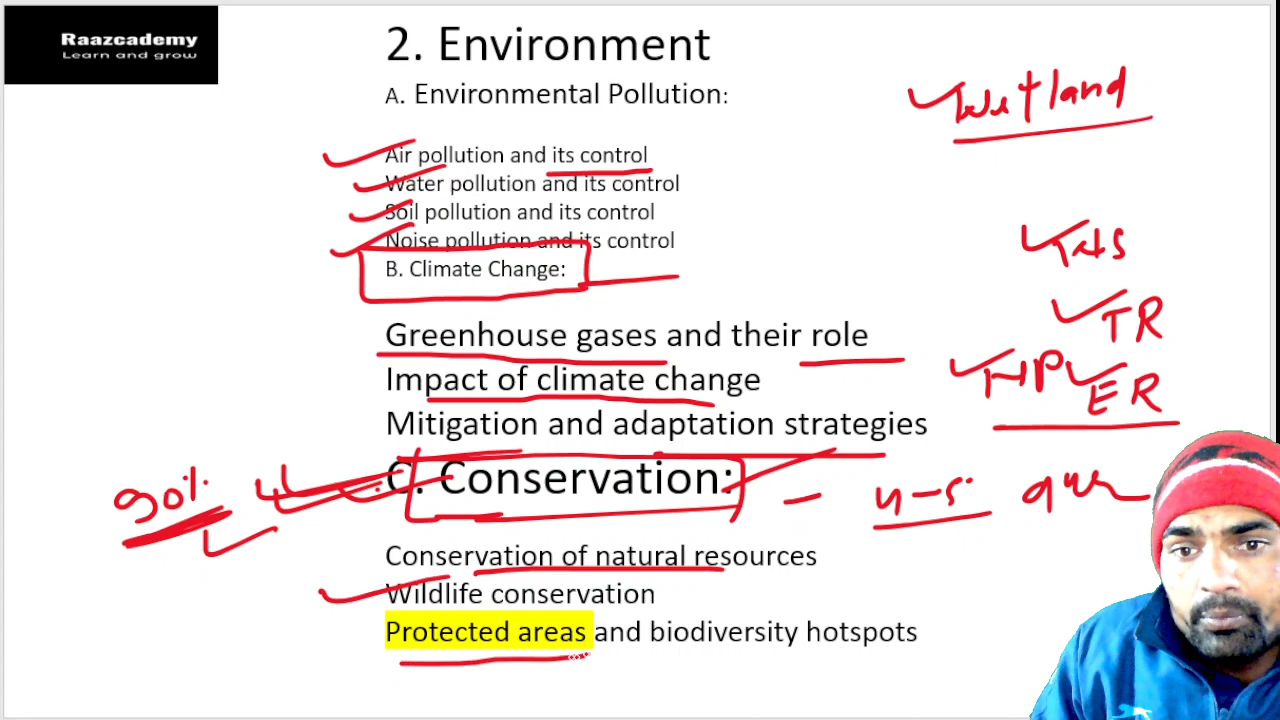 Raazcademy
Learn and grow
2. Environment
A. Environmental Pollution:
Wetland
Air pollution and its control
Water pollution and its control
Soil pollution and its control
Noise pollution and its control
B. Climate Change:
TR
Greenhouse gases and their role
Impact of climate change
ER
Mitigation and adaptation strategies
C. Conservation:
90%
4-5
Conservation of natural resources
Wildlife conservation
Protected areas and biodiversity hotspots